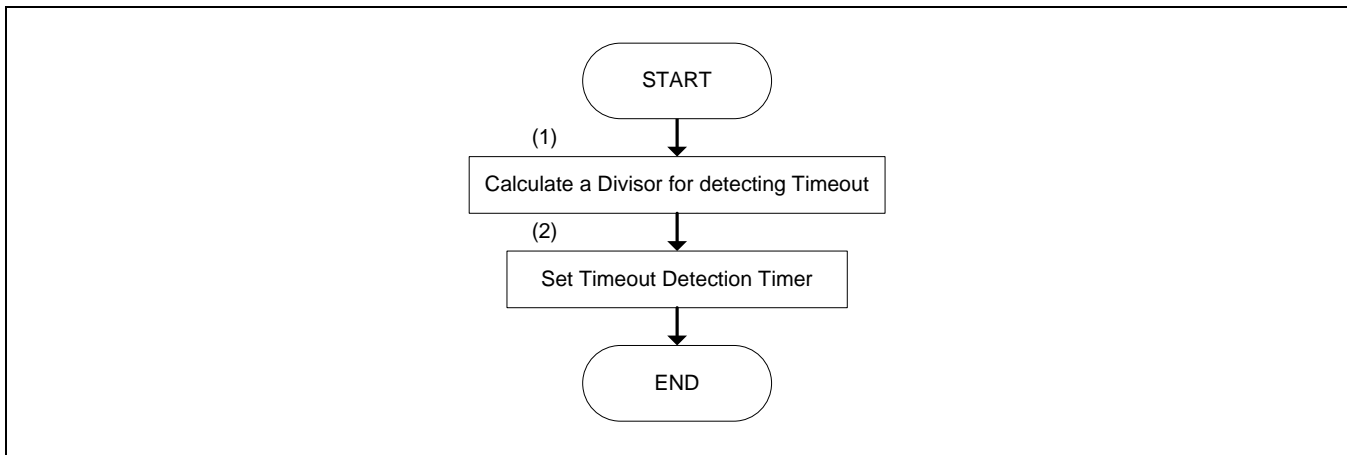 START
(1)
Calculate a Divisor for detecting Timeout
(2)
Set Timeout Detection Timer
END